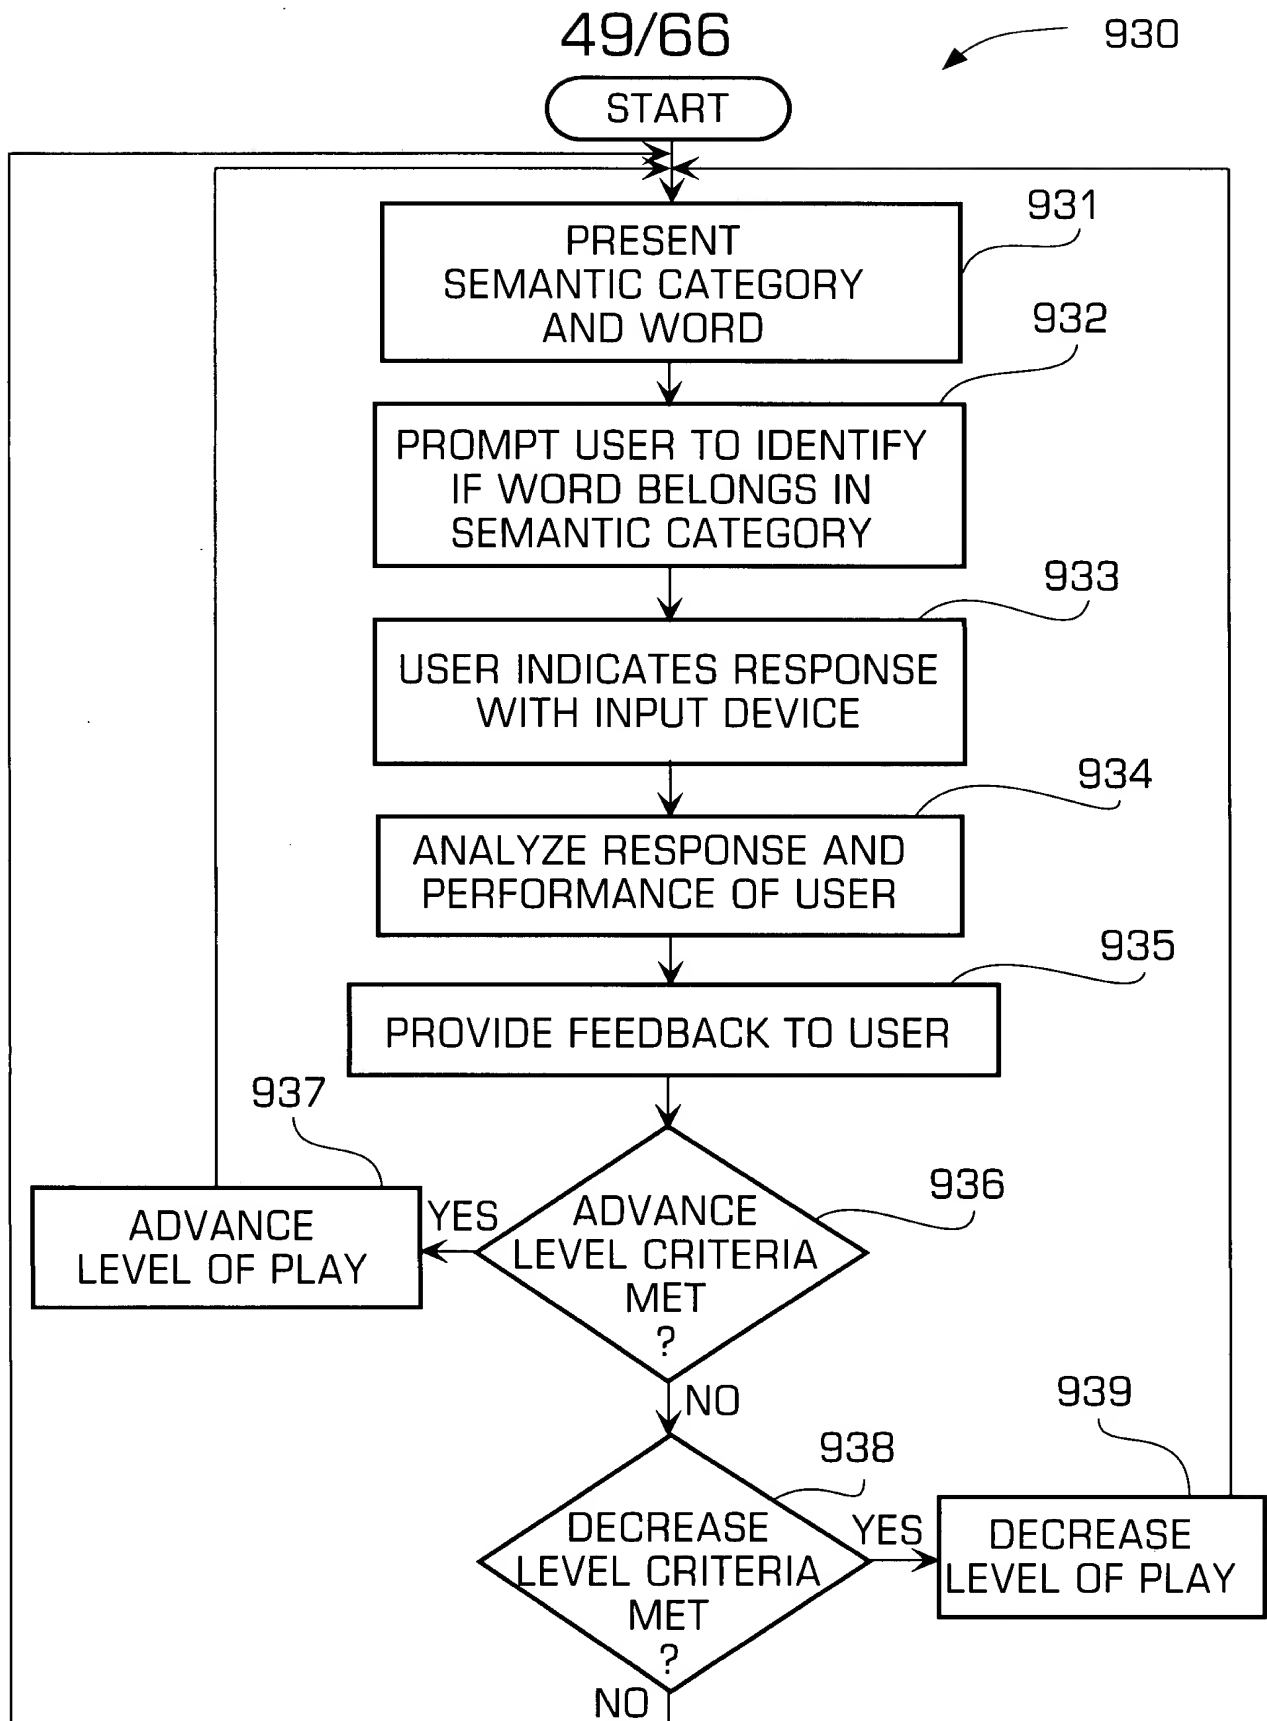 49/66
930
START
931
PRESENT
SEMANTIC CATEGORY
AND WORD
932
PROMPT USER TO IDENTIFY
IF WORD BELONGS IN
SEMANTIC CATEGORY
933
USER INDICATES RESPONSE
WITH INPUT DEVICE
934
ANALYZE RESPONSE AND
PERFORMANCE OF USER
935
PROVIDE FEEDBACK TO USER
937
936
ADVANCE
LEVEL OF PLAY
YES
ADVANCE
LEVEL CRITERIA
MET
?
NO
939
938
DECREASE
LEVEL CRITERIA
MET
?
YES
DECREASE
LEVEL OF PLAY
NO